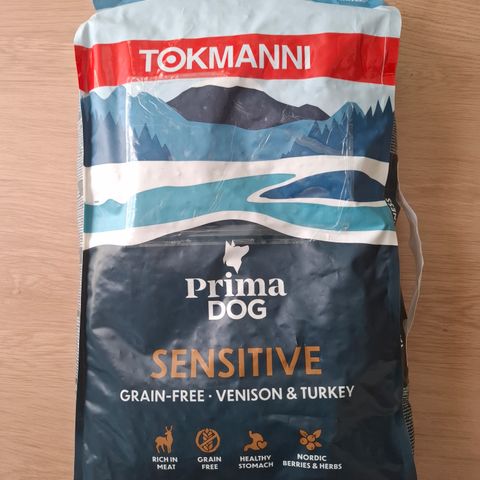 TOKMANNI
Prima
DOG
SENSITIVE
GRAIN-FREE · VENISON & TURKEY
RICH IN MEAT
GRAIN FREE
HEALTHY STOMACH
NORDIC BERRIES & HERBS